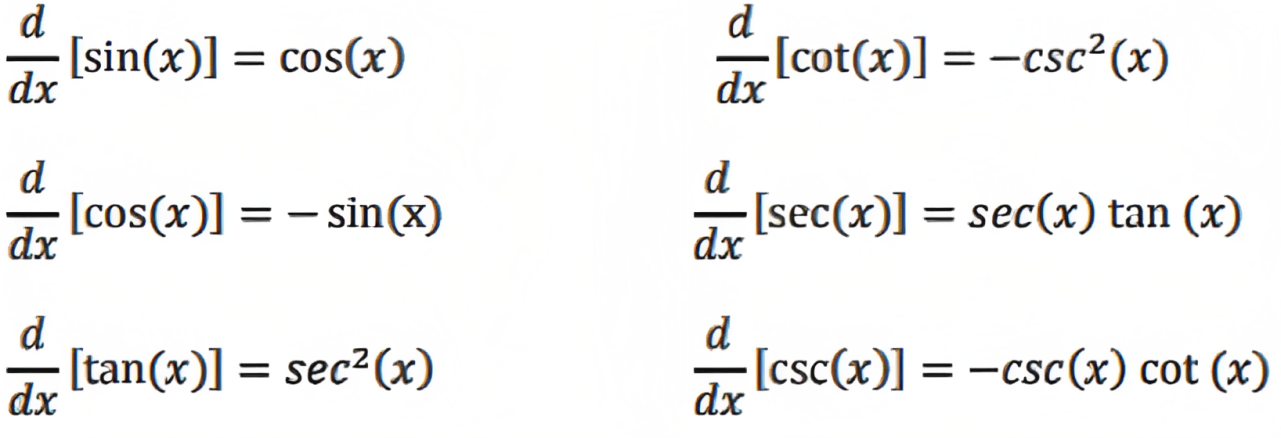 d/dx [sin(x)] = cos(x)
d/dx [cos(x)] = − sin(x)
d/dx [tan(x)] = sec²(x)
d/dx [cot(x)] = −csc²(x)
d/dx [sec(x)] = sec(x) tan (x)
d/dx [csc(x)] = −csc(x) cot (x)